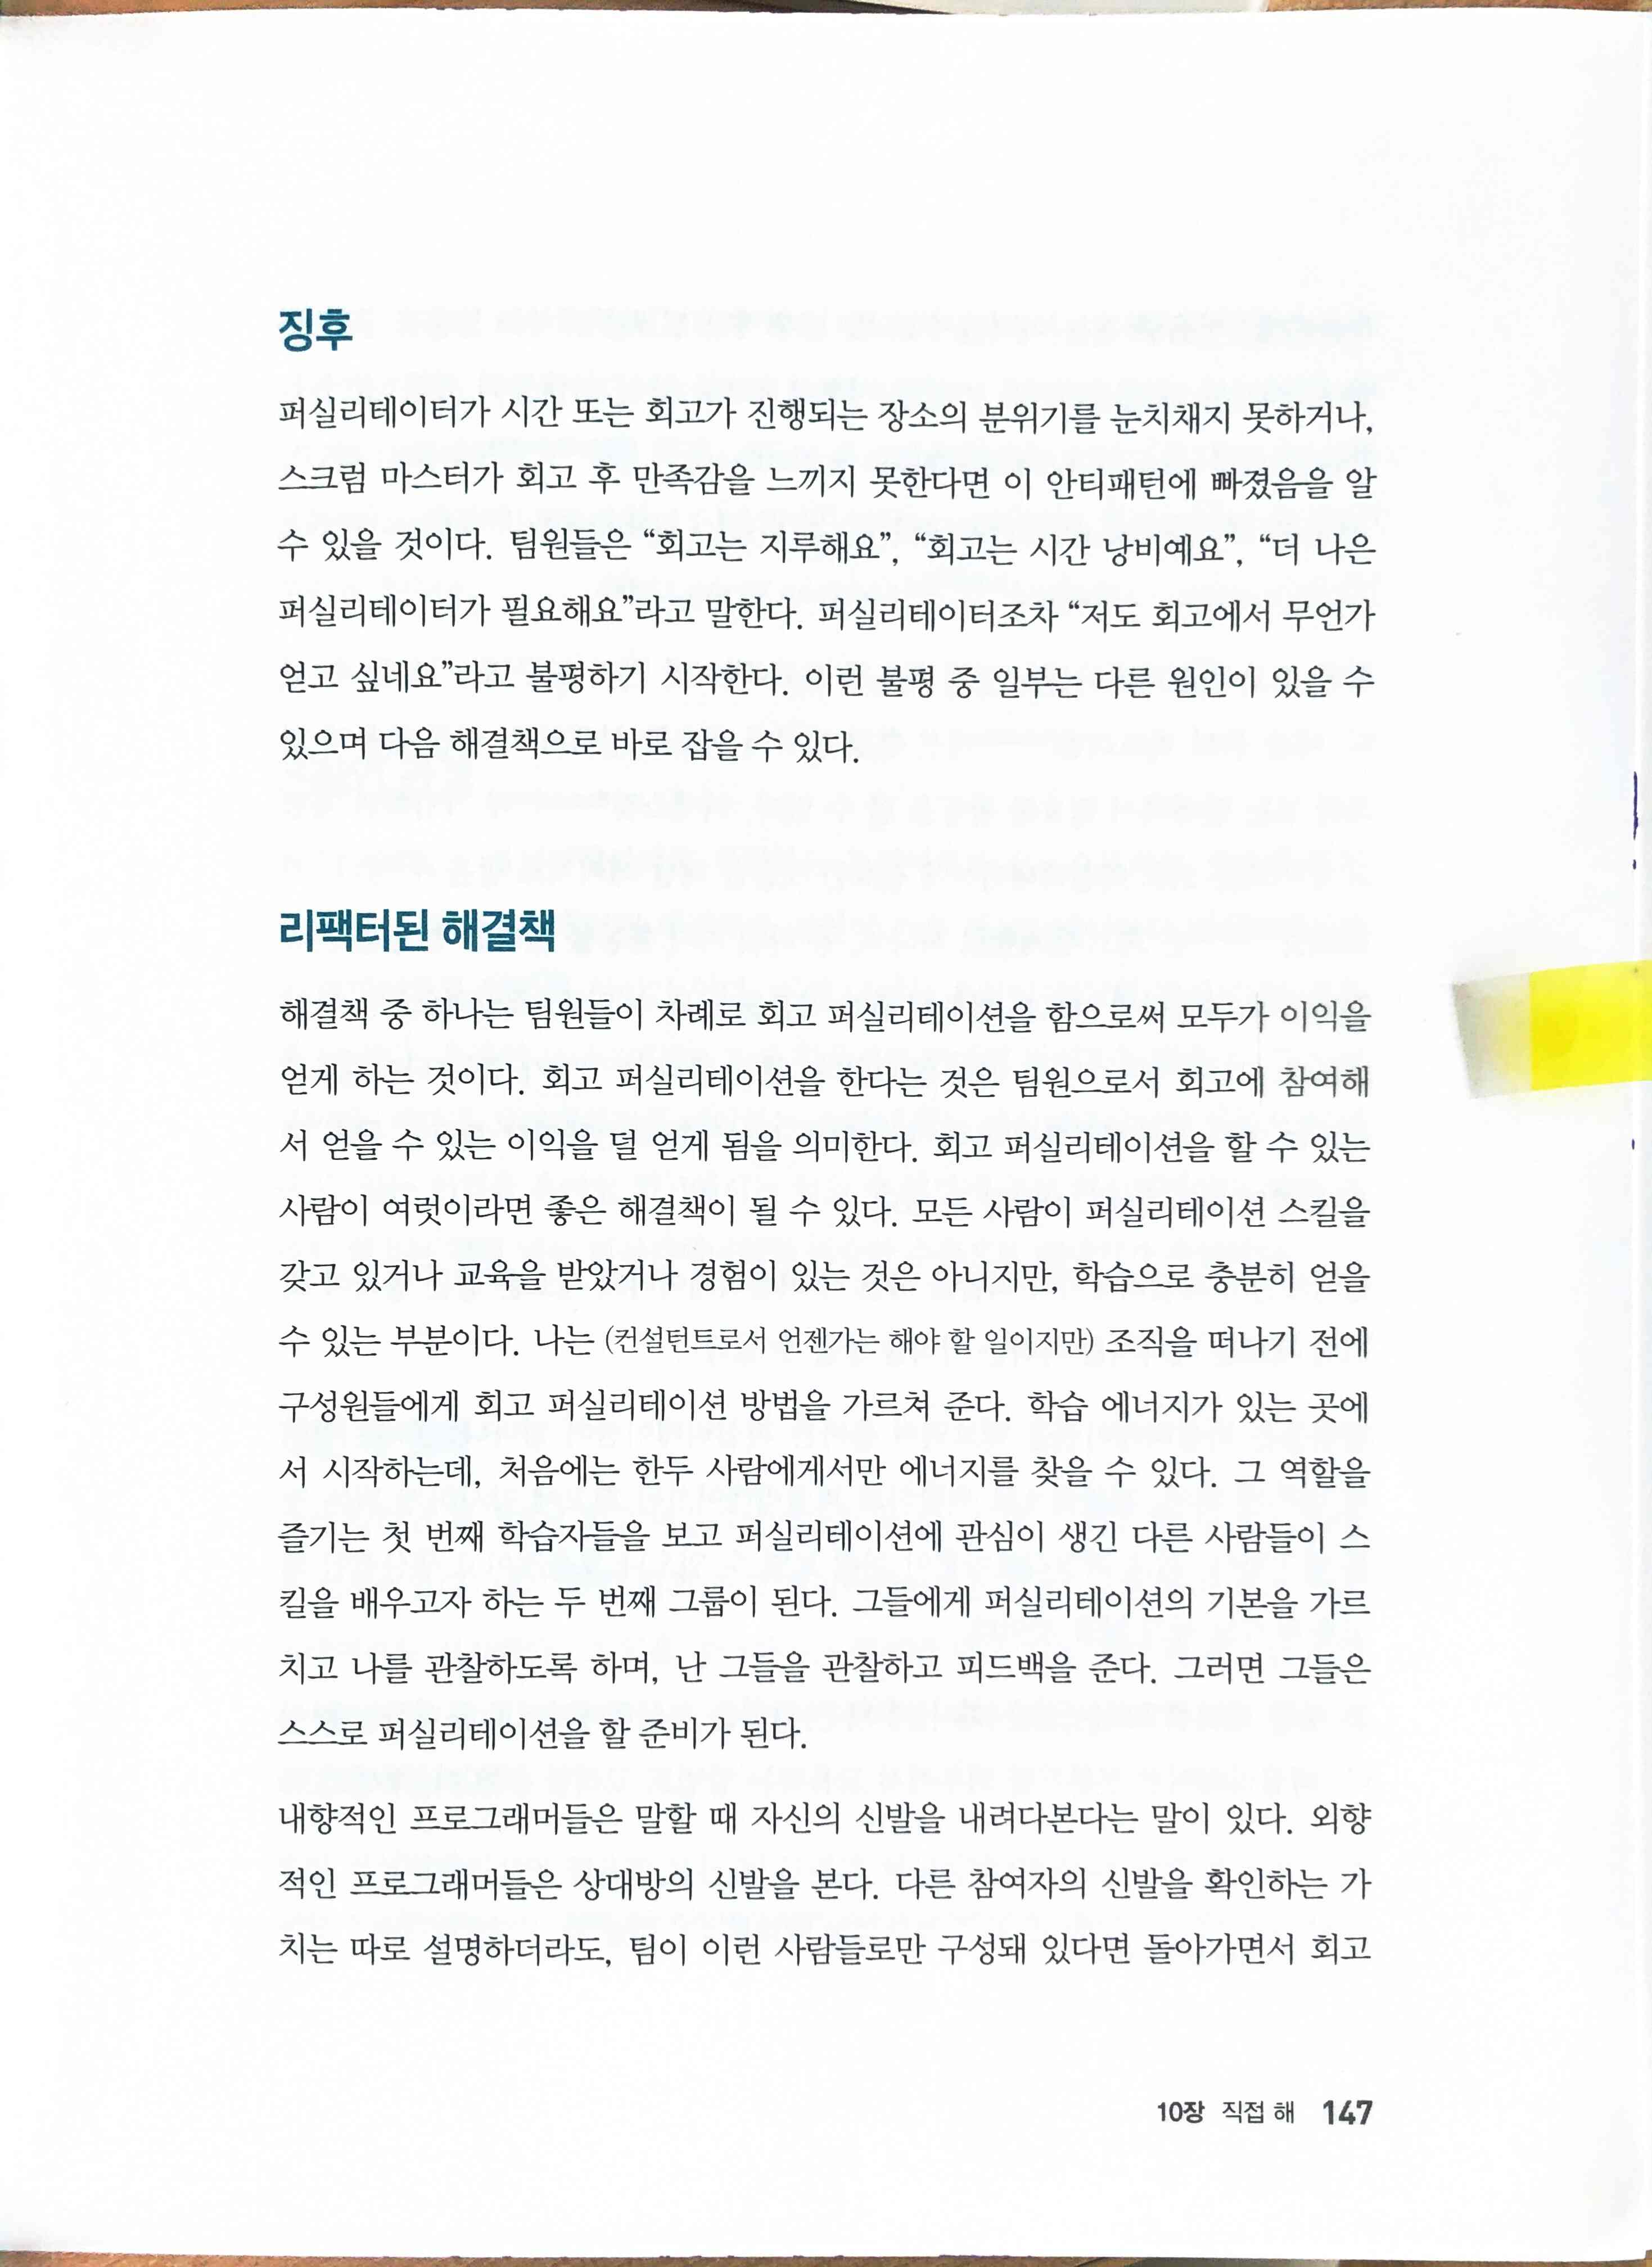 징후
퍼실리테이터가 시간 또는 회고가 진행되는 장소의 분위기를 눈치채지 못하거나,
스크럼 마스터가 회고 후 만족감을 느끼지 못한다면 이 안티패턴에 빠졌음을 알
수 있을 것이다. 팀원들은 “회고는 지루해요”, “회고는 시간 낭비예요”, “더 나은
퍼실리테이터가 필요해요”라고 말한다. 퍼실리테이터조차 “저도 회고에서 무언가
얻고 싶네요”라고 불평하기 시작한다. 이런 불평 중 일부는 다른 원인이 있을 수
있으며 다음 해결책으로 바로 잡을 수 있다.
리팩터된 해결책
해결책 중 하나는 팀원들이 차례로 회고 퍼실리테이션을 함으로써 모두가 이익을
얻게 하는 것이다. 회고 퍼실리테이션을 한다는 것은 팀원으로서 회고에 참여해
서 얻을 수 있는 이익을 덜 얻게 됨을 의미한다. 회고 퍼실리테이션을 할 수 있는
사람이 여럿이라면 좋은 해결책이 될 수 있다. 모든 사람이 퍼실리테이션 스킬을
갖고 있거나 교육을 받았거나 경험이 있는 것은 아니지만, 학습으로 충분히 얻을
수 있는 부분이다. 나는 (컨설턴트로서 언젠가는 해야 할 일이지만) 조직을 떠나기 전에
구성원들에게 회고 퍼실리테이션 방법을 가르쳐 준다. 학습 에너지가 있는 곳에
서 시작하는데, 처음에는 한두 사람에게서만 에너지를 찾을 수 있다. 그 역할을
즐기는 첫 번째 학습자들을 보고 퍼실리테이션에 관심이 생긴 다른 사람들이 스
킬을 배우고자 하는 두 번째 그룹이 된다. 그들에게 퍼실리테이션의 기본을 가르
치고 나를 관찰하도록 하며, 난 그들을 관찰하고 피드백을 준다. 그러면 그들은
스스로 퍼실리테이션을 할 준비가 된다.
내향적인 프로그래머들은 말할 때 자신의 신발을 내려다본다는 말이 있다. 외향
적인 프로그래머들은 상대방의 신발을 본다. 다른 참여자의 신발을 확인하는 가
치는 따로 설명하더라도, 팀이 이런 사람들로만 구성돼 있다면 돌아가면서 회고
10장 직접 해 147